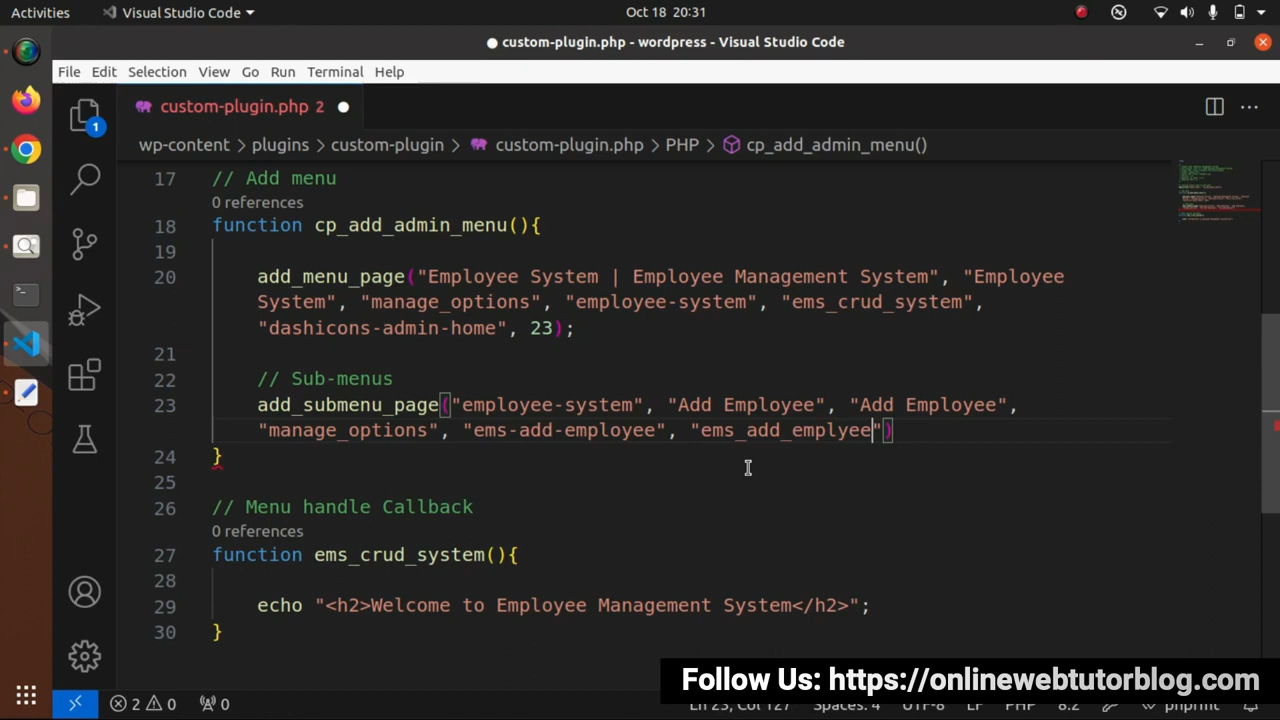 Activities Visual Studio Code Oct 18 20:31
custom-plugin.php - wordpress - Visual Studio Code
File Edit Selection View Go Run Terminal Help
custom-plugin.php 2
1
wp-content > plugins > custom-plugin > custom-plugin.php > PHP > cp_add_admin_menu()
17 // Add menu
0 references
18 function cp_add_admin_menu(){
19
20 add_menu_page("Employee System | Employee Management System", "Employee
System", "manage_options", "employee-system", "ems_crud_system",
"dashicons-admin-home", 23);
21
22 // Sub-menus
23 add_submenu_page("employee-system", "Add Employee", "Add Employee",
"manage_options", "ems-add-employee", "ems_add_emplyee")
24 }
25
26 // Menu handle Callback
0 references
27 function ems_crud_system(){
28
29 echo "<h2>Welcome to Employee Management System</h2>";
30 }
Follow Us: https://onlinewebtutorblog.com
2 0 0 Ln 23, Col 127 Spaces: 4 UTF-8 LF PHP 8.2 phpfmt